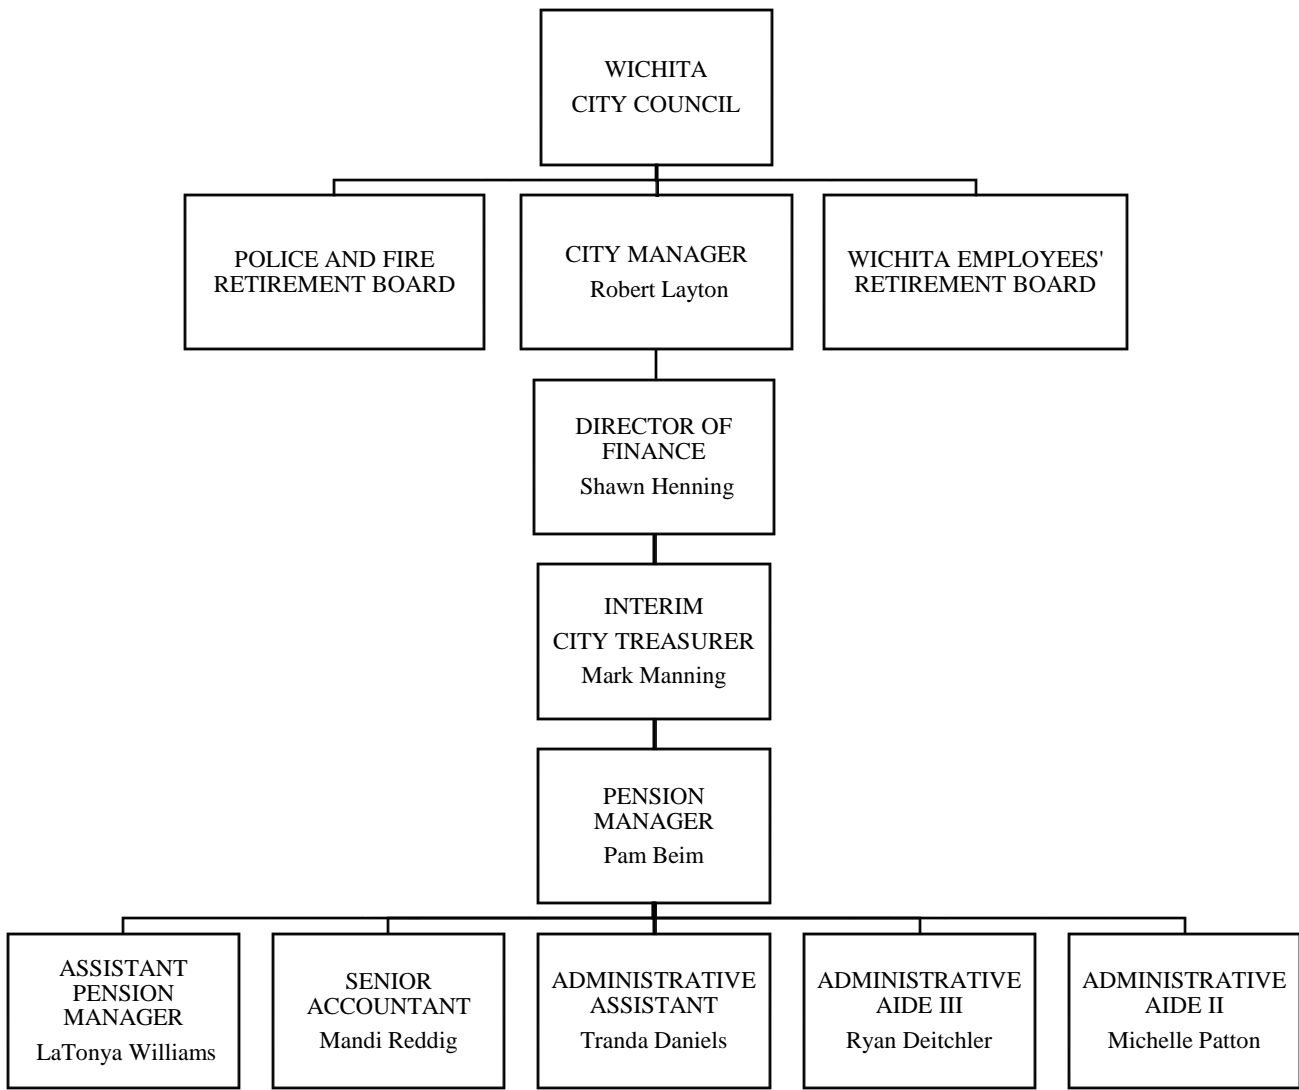 WICHITA
CITY COUNCIL
POLICE AND FIRE
RETIREMENT BOARD
CITY MANAGER
Robert Layton
WICHITA EMPLOYEES'
RETIREMENT BOARD
DIRECTOR OF
FINANCE
Shawn Henning
INTERIM
CITY TREASURER
Mark Manning
PENSION
MANAGER
Pam Beim
ASSISTANT
PENSION
MANAGER
LaTonya Williams
SENIOR
ACCOUNTANT
Mandi Reddig
ADMINISTRATIVE
ASSISTANT
Tranda Daniels
ADMINISTRATIVE
AIDE III
Ryan Deitchler
ADMINISTRATIVE
AIDE II
Michelle Patton